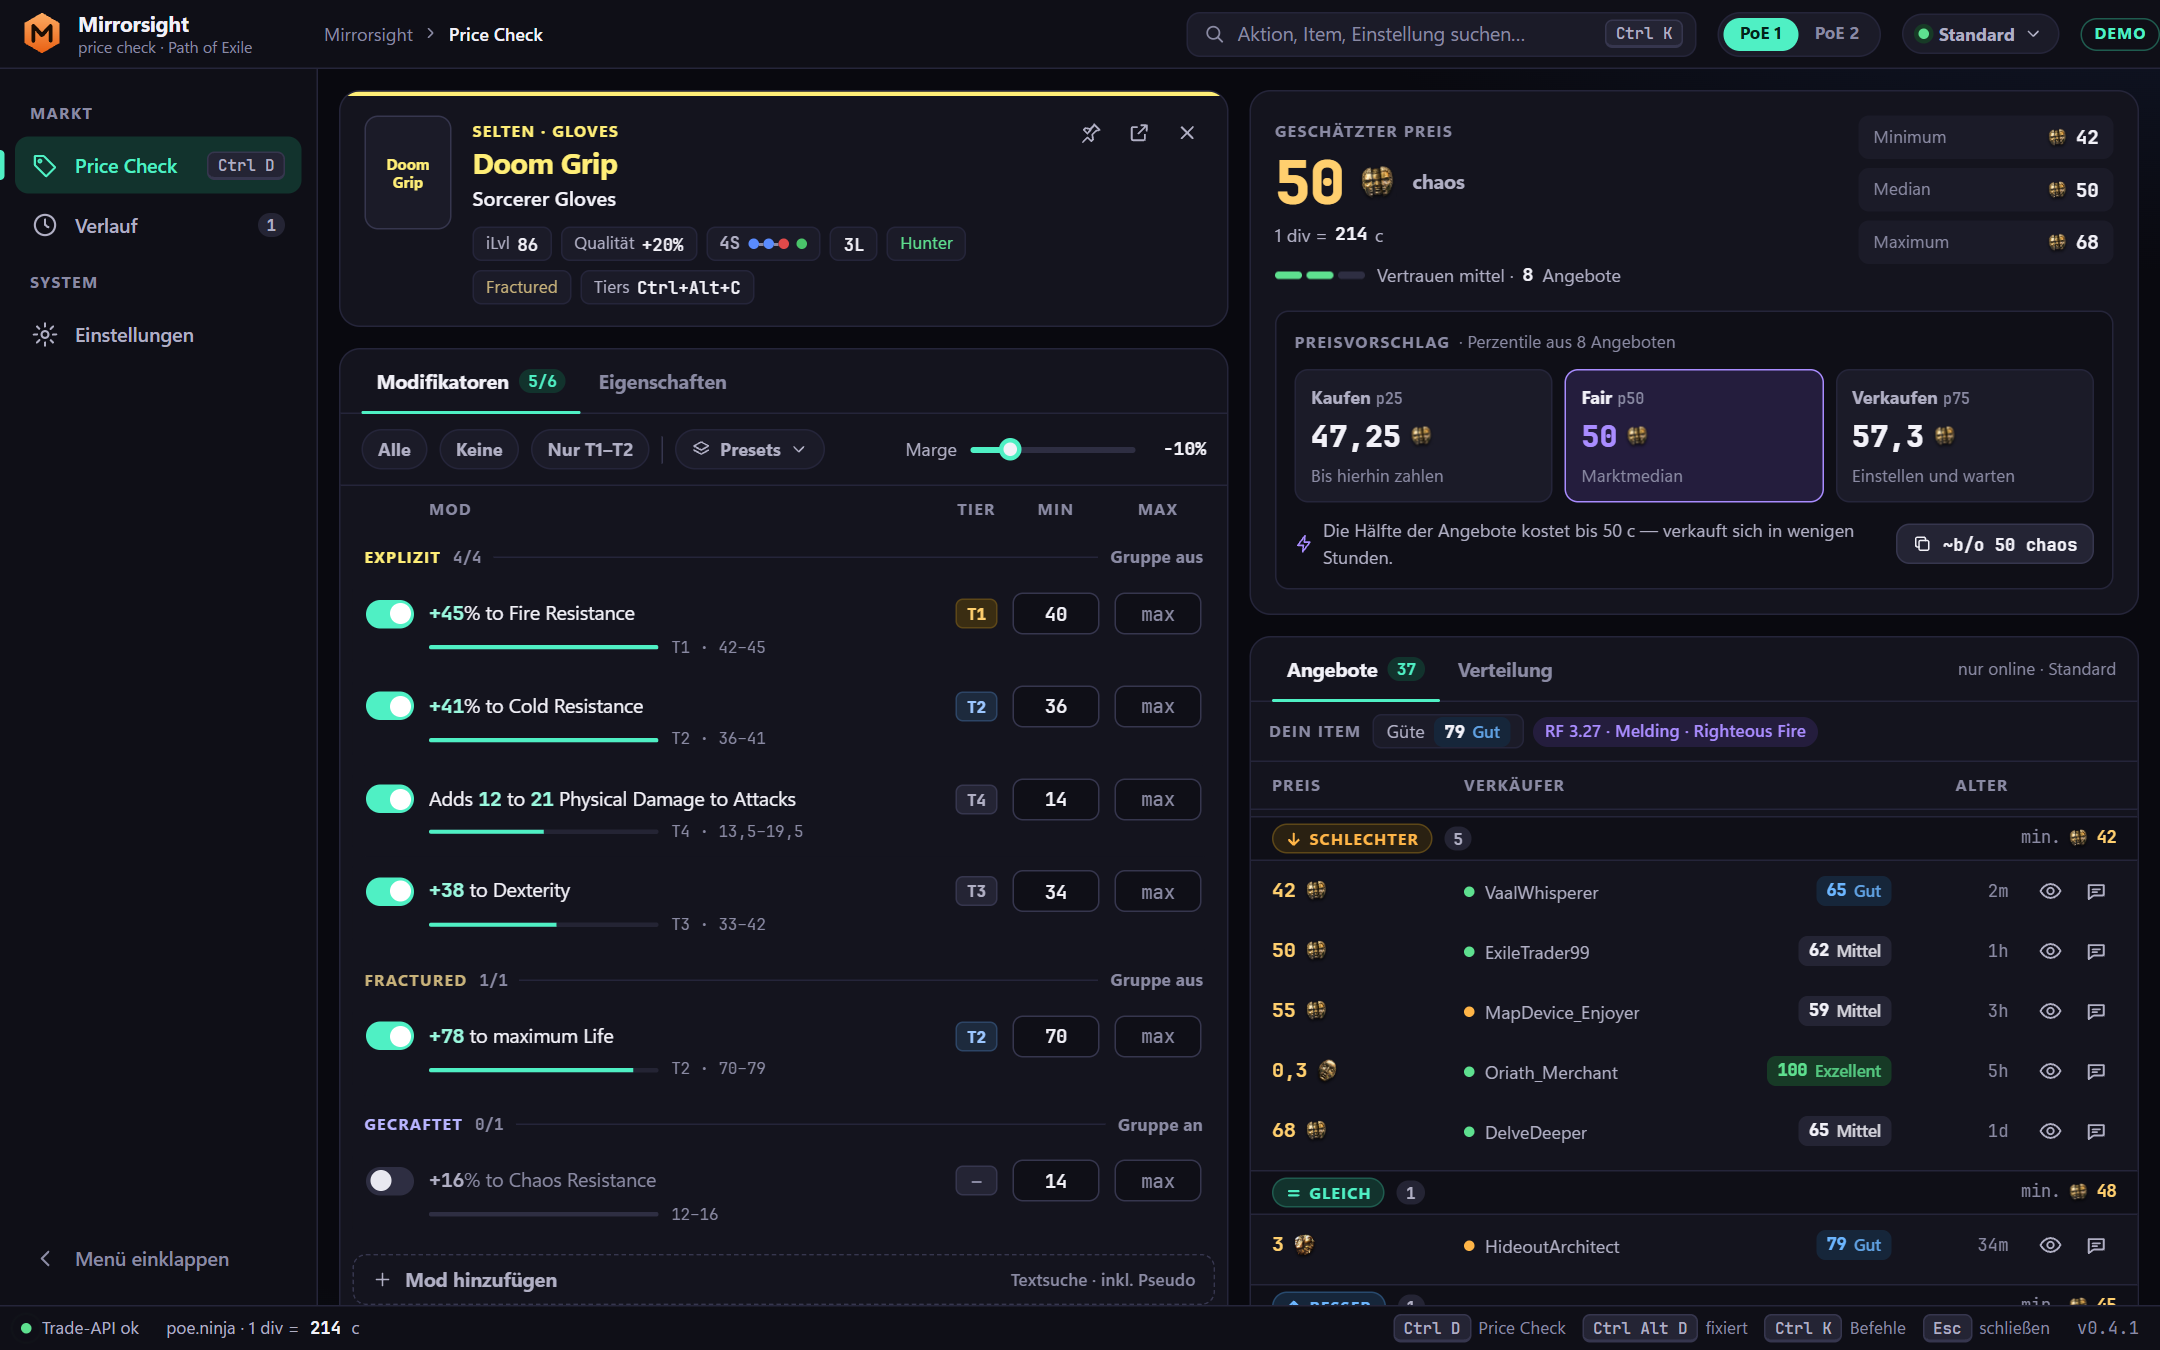 Mirrorsight
price check · Path of Exile
Mirrorsight > Price Check
Aktion, Item, Einstellung suchen... Ctrl K
PoE 1 PoE 2
Standard
DEMO
MARKT
Price Check Ctrl D
Verlauf 1
SYSTEM
Einstellungen
Menü einklappen
Doom
Grip
SELTEN · GLOVES
Doom Grip
Sorcerer Gloves
iLvl 86 Qualität +20% 4S 3L Hunter
Fractured Tiers Ctrl+Alt+C
Modifikatoren 5/6 Eigenschaften
Alle Keine Nur T1–T2 Presets Marge -10%
MOD TIER MIN MAX
EXPLIZIT 4/4 Gruppe aus
+45% to Fire Resistance T1 40 max
T1 · 42–45
+41% to Cold Resistance T2 36 max
T2 · 36–41
Adds 12 to 21 Physical Damage to Attacks T4 14 max
T4 · 13,5–19,5
+38 to Dexterity T3 34 max
T3 · 33–42
FRACTURED 1/1 Gruppe aus
+78 to maximum Life T2 70 max
T2 · 70–79
GECRAFTET 0/1 Gruppe an
+16% to Chaos Resistance – 14 max
12–16
+ Mod hinzufügen Textsuche · inkl. Pseudo
GESCHÄTZTER PREIS
50 chaos
1 div = 214 c
Vertrauen mittel · 8 Angebote
Minimum 42
Median 50
Maximum 68
PREISVORSCHLAG · Perzentile aus 8 Angeboten
Kaufen p25
47,25
Bis hierhin zahlen
Fair p50
50
Marktmedian
Verkaufen p75
57,3
Einstellen und warten
Die Hälfte der Angebote kostet bis 50 c — verkauft sich in wenigen
Stunden.
~b/o 50 chaos
Angebote 37 Verteilung nur online · Standard
DEIN ITEM Güte 79 Gut RF 3.27 · Melding · Righteous Fire
PREIS VERKÄUFER ALTER
↓ SCHLECHTER 5 min. 42
42 VaalWhisperer 65 Gut 2m
50 ExileTrader99 62 Mittel 1h
55 MapDevice_Enjoyer 59 Mittel 3h
0,3 Oriath_Merchant 100 Exzellent 5h
68 DelveDeeper 65 Mittel 1d
= GLEICH 1 min. 48
3 HideoutArchitect 79 Gut 34m
BESSER 1 min. 45
Trade-API ok poe.ninja · 1 div = 214 c
Ctrl D Price Check Ctrl Alt D fixiert Ctrl K Befehle Esc schließen v0.4.1